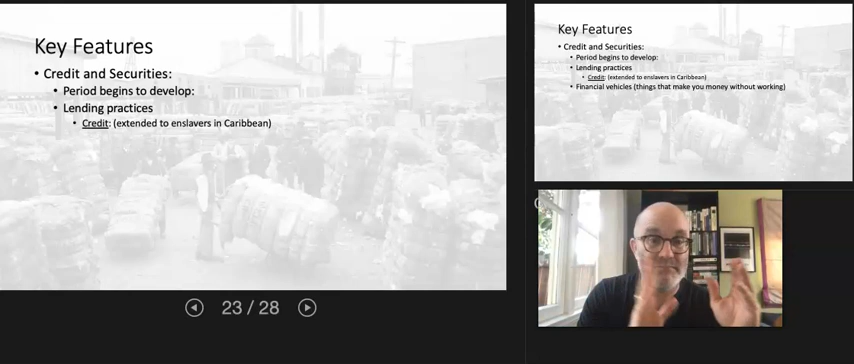 Key Features
• Credit and Securities:
• Period begins to develop:
• Lending practices
• Credit: (extended to enslavers in Caribbean)
23 / 28
Key Features
• Credit and Securities:
• Period begins to develop:
• Lending practices
• Credit: (extended to enslavers in Caribbean)
• Financial vehicles (things that make you money without working)